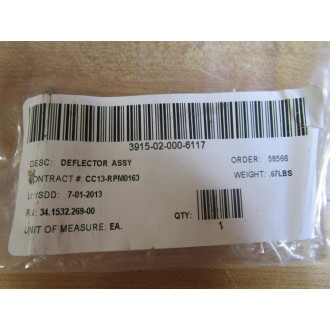 3915-02-000-6117
DESC: DEFLECTOR ASSY ORDER: 58566
CONTRACT #: CC13-RPM0163 WEIGHT: .67LBS
7-01-2013
34.1532.269-00 QTY:
1
UNIT OF MEASURE: EA.